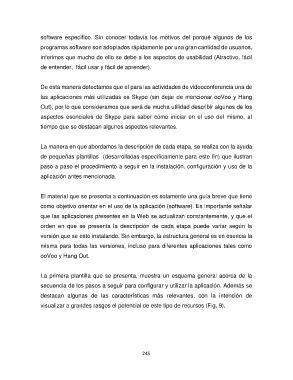 software específico. Sin conocer todavía los motivos del porqué algunos de los
programas software son adoptados rápidamente por una gran cantidad de usuarios,
inferimos que mucho de ello se debe a los aspectos de usabilidad (Atractivo, fácil
de entender, fácil usar y fácil de aprender).
De esta manera detectamos que el para las actividades de videoconferencia una de
las aplicaciones más utilizadas es Skype (sin dejar de mencionar ooVoo y Hang
Out), por lo que consideramos que será de mucha utilidad describir algunos de los
aspectos esenciales de Skype para saber cómo iniciar en el uso del mismo, al
tiempo que se destacan algunos aspectos relevantes.
La manera en que abordamos la descripción de cada etapa, se realiza con la ayuda
de pequeñas plantillas (desarrolladas específicamente para este fin) que ilustran
paso a paso el procedimiento a seguir en la instalación, configuración y uso de la
aplicación antes mencionada.
El material que se presenta a continuación es solamente una guía breve que tiene
como objetivo orientar en el uso de la aplicación (software). Es importante señalar
que las aplicaciones presentes en la Web se actualizan constantemente, y que el
orden en que se presenta la descripción de cada etapa puede variar según la
versión que se esté instalando. Sin embargo, la estructura general es en esencia la
misma para todas las versiones, incluso para diferentes aplicaciones tales como
ooVoo y Hang Out.
La primera plantilla que se presenta, muestra un esquema general acerca de la
secuencia de los pasos a seguir para configurar y utilizar la aplicación. Además se
destacan algunas de las características más relevantes, con la intención de
visualizar a grandes rasgos el potencial de este tipo de recursos (Fig. 9).
245